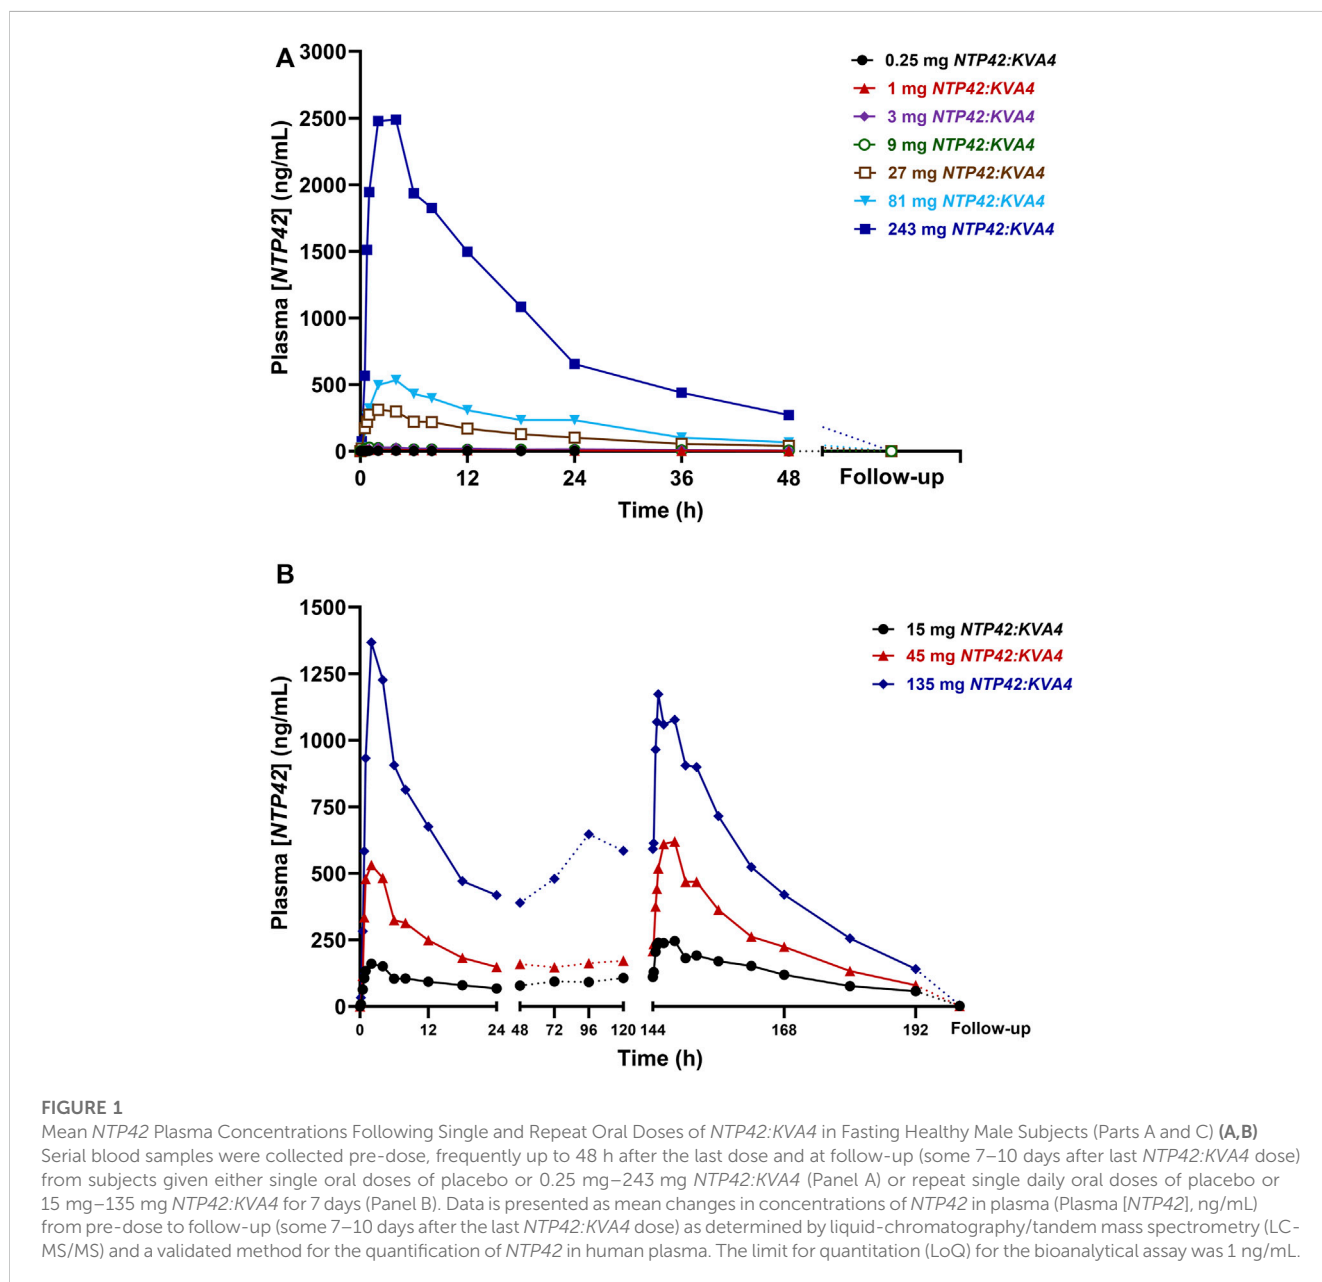 A
3000
2500
2000
1500
1000
500
0
Plasma [NTP42] (ng/mL)
0.25 mg NTP42:KVA4
1 mg NTP42:KVA4
3 mg NTP42:KVA4
9 mg NTP42:KVA4
27 mg NTP42:KVA4
81 mg NTP42:KVA4
243 mg NTP42:KVA4
0 12 24 36 48 Follow-up
Time (h)
B
1500
1250
1000
750
500
250
0
Plasma [NTP42] (ng/mL)
15 mg NTP42:KVA4
45 mg NTP42:KVA4
135 mg NTP42:KVA4
0 12 24 48 72 96 120 144 168 192 Follow-up
Time (h)
FIGURE 1
Mean NTP42 Plasma Concentrations Following Single and Repeat Oral Doses of NTP42:KVA4 in Fasting Healthy Male Subjects (Parts A and C) (A,B)
Serial blood samples were collected pre-dose, frequently up to 48 h after the last dose and at follow-up (some 7–10 days after last NTP42:KVA4 dose)
from subjects given either single oral doses of placebo or 0.25 mg–243 mg NTP42:KVA4 (Panel A) or repeat single daily oral doses of placebo or
15 mg–135 mg NTP42:KVA4 for 7 days (Panel B). Data is presented as mean changes in concentrations of NTP42 in plasma (Plasma [NTP42], ng/mL)
from pre-dose to follow-up (some 7–10 days after the last NTP42:KVA4 dose) as determined by liquid-chromatography/tandem mass spectrometry (LC-
MS/MS) and a validated method for the quantification of NTP42 in human plasma. The limit for quantitation (LoQ) for the bioanalytical assay was 1 ng/mL.